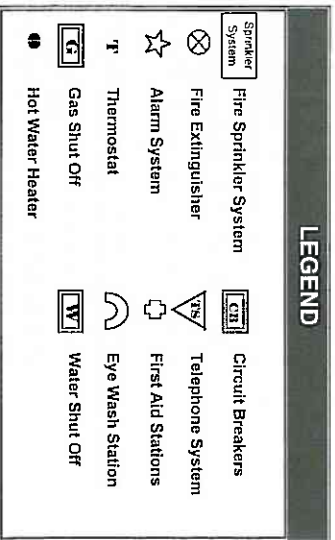 LEGEND
Sprinkler
System
Fire Sprinkler System
Fire Extinguisher
Alarm System
T Thermostat
G Gas Shut Off
Hot Water Heater
CB Circuit Breakers
TS Telephone System
First Aid Stations
Eye Wash Station
W Water Shut Off